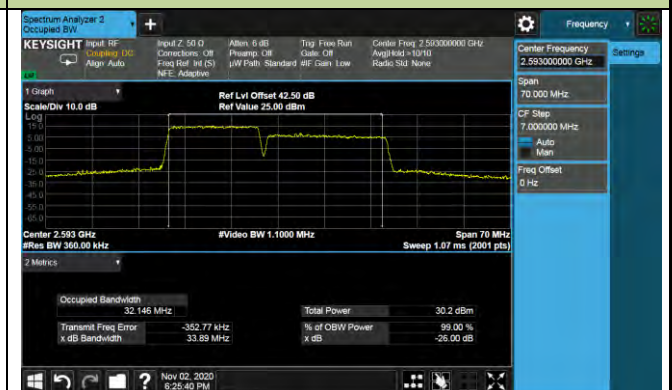 Spectrum Analyzer 2
Occupied BW
+
Frequency
KEYSIGHT
Input: RF
Coupling: DC
Align: Auto
Input Z: 50 Ω
Corrections: Off
Freq Ref: Int (S)
NFE: Adaptive
Atten: 6 dB
Preamp: Off
µW Path: Standard
Trig: Free Run
Gate: Off
#IF Gain: Low
Center Freq: 2.593000000 GHz
Avg|Hold:>10/10
Radio Std: None
Center Frequency
2.593000000 GHz
Settings
Span
70.000 MHz
CF Step
7.000000 MHz
Auto
Man
Freq Offset
0 Hz
1 Graph
Scale/Div 10.0 dB
Ref Lvl Offset 42.50 dB
Ref Value 25.00 dBm
Log
15.0
5.00
-5.00
-15.0
-25.0
-35.0
-45.0
-55.0
-65.0
Center 2.593 GHz
#Video BW 1.1000 MHz
Span 70 MHz
#Res BW 360.00 kHz
Sweep 1.07 ms (2001 pts)
2 Metrics
Occupied Bandwidth
32.146 MHz
Total Power
30.2 dBm
Transmit Freq Error
-352.77 kHz
% of OBW Power
99.00 %
x dB Bandwidth
33.89 MHz
x dB
-26.00 dB
?
Nov 02, 2020
6:25:40 PM